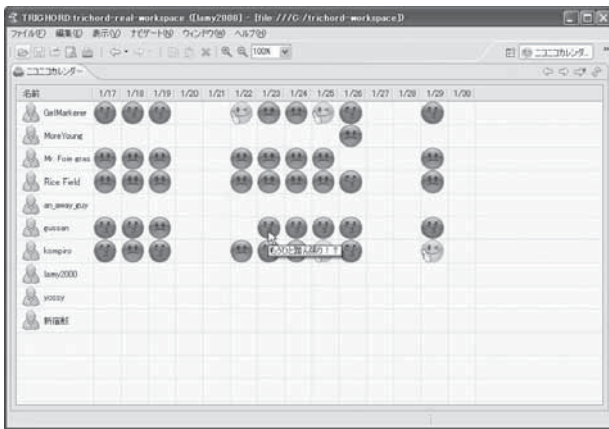 TRICHORD trichord-real-workspace ([lamy2000] - [file:///G:/trichord-workspace])
ファイル(F) 編集(E) 表示(V) ナビゲート(N) ウィンドウ(W) ヘルプ(H)
100% ニコニコカレンダ..
ニコニコカレンダー
名前 1/17 1/18 1/19 1/20 1/21 1/22 1/23 1/24 1/25 1/26 1/27 1/28 1/29 1/30
GelMarkerer
MoreYoung
Mr. Foie gras
Rice Field
an_away_guy
gussan
kompiro
lamy2000
yossy